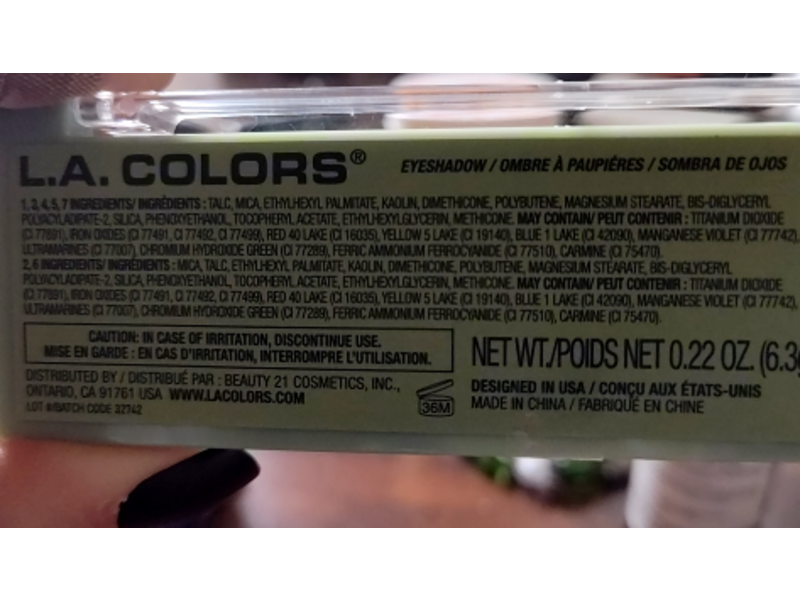 L.A. COLORS®
EYESHADOW / OMBRE À PAUPIÉRES / SOMBRA DE OJOS
1, 3, 4, 5, 7 INGREDIENTS/ INGRÉDIENTS : TALC, MICA, ETHYLHEXYL PALMITATE, KAOLIN, DIMETHICONE, POLYBUTENE, MAGNESIUM STEARATE, BIS-DIGLYCERYL
POLYACYLADIPATE-2, SILICA, PHENOXYETHANOL, TOCOPHERYL ACETATE, ETHYLHEXYLGLYCERIN, METHICONE. MAY CONTAIN/ PEUT CONTENIR : TITANIUM DIOXIDE
(CI 77891), IRON OXIDES (CI 77491, CI 77492, CI 77499), RED 40 LAKE (CI 16035), YELLOW 5 LAKE (CI 19140), BLUE 1 LAKE (CI 42090), MANGANESE VIOLET (CI 77742),
ULTRAMARINES (CI 77007), CHROMIUM HYDROXIDE GREEN (CI 77289), FERRIC AMMONIUM FERROCYANIDE (CI 77510), CARMINE (CI 75470).
2, 6 INGREDIENTS/ INGRÉDIENTS : MICA, TALC, ETHYLHEXYL PALMITATE, KAOLIN, DIMETHICONE, POLYBUTENE, MAGNESIUM STEARATE, BIS-DIGLYCERYL
POLYACYLADIPATE-2, SILICA, PHENOXYETHANOL, TOCOPHERYL ACETATE, ETHYLHEXYLGLYCERIN, METHICONE. MAY CONTAIN/ PEUT CONTENIR : TITANIUM DIOXIDE
(CI 77891), IRON OXIDES (CI 77491, CI 77492, CI 77499), RED 40 LAKE (CI 16035), YELLOW 5 LAKE (CI 19140), BLUE 1 LAKE (CI 42090), MANGANESE VIOLET (CI 77742),
ULTRAMARINES (CI 77007), CHROMIUM HYDROXIDE GREEN (CI 77289), FERRIC AMMONIUM FERROCYANIDE (CI 77510), CARMINE (CI 75470).
CAUTION: IN CASE OF IRRITATION, DISCONTINUE USE.
MISE EN GARDE : EN CAS D'IRRITATION, INTERROMPRE L'UTILISATION.
NET WT./POIDS NET 0.22 OZ. (6.3g
DISTRIBUTED BY / DISTRIBUÉ PAR : BEAUTY 21 COSMETICS, INC.,
ONTARIO, CA 91761 USA WWW.LACOLORS.COM
LOT #/BATCH CODE 32742
36M
DESIGNED IN USA / CONÇU AUX ÉTATS-UNIS
MADE IN CHINA / FABRIQUÉ EN CHINE